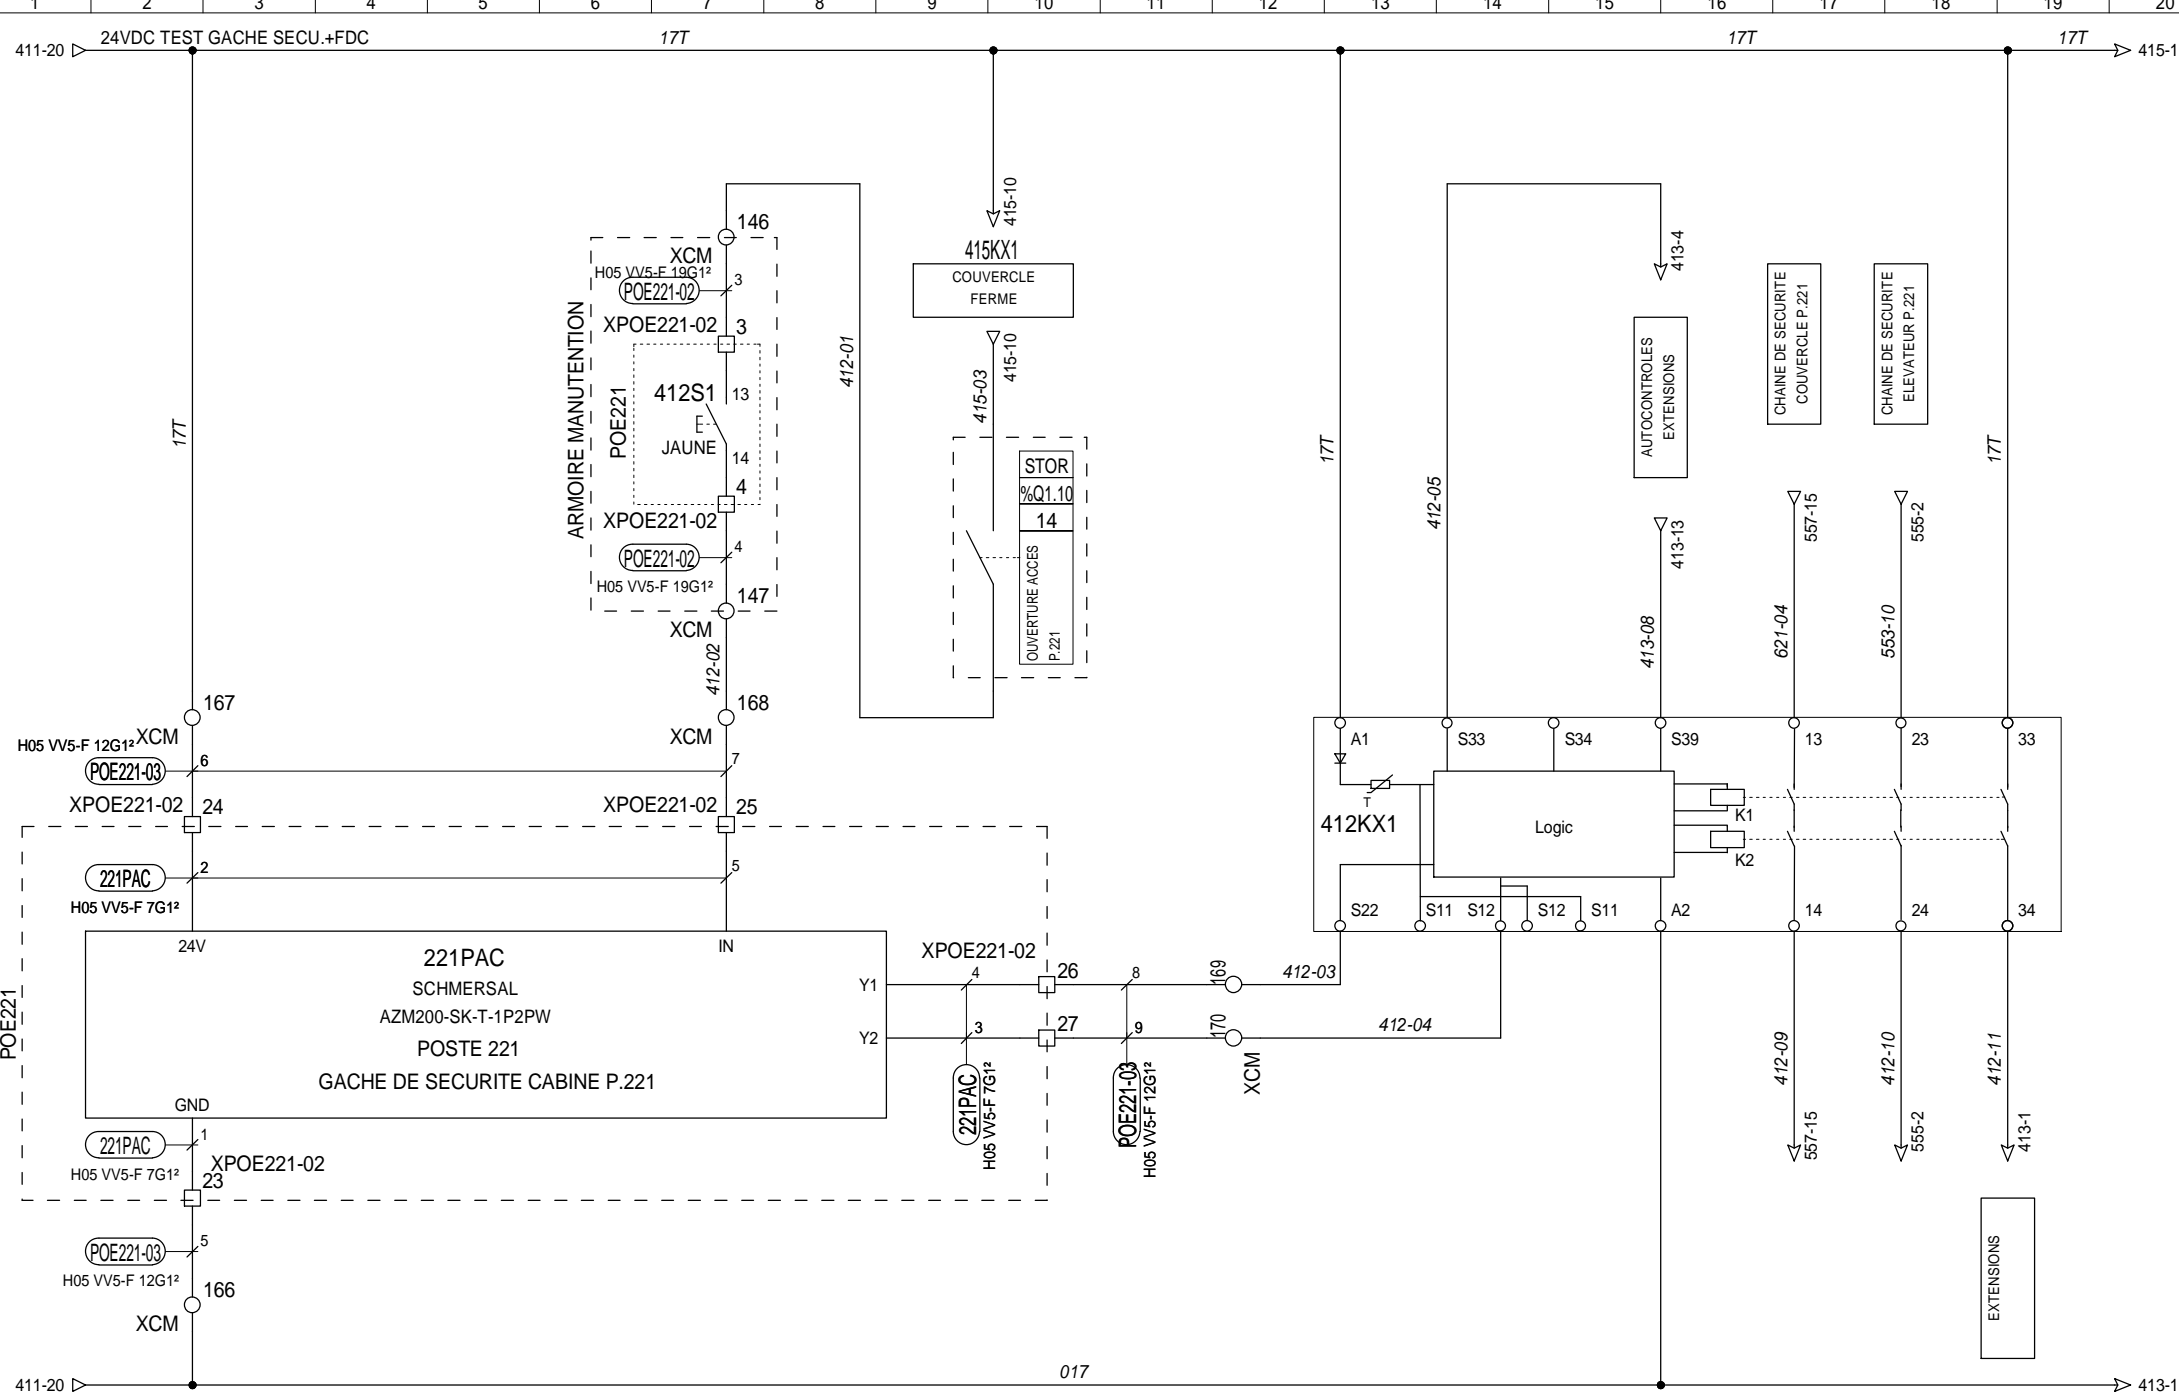 1 2 3 4 5 6 7 8 9 10 11 12 13 14 15 16 17 18 19 20
411-20 24VDC TEST GACHE SECU.+FDC 17T 17T 17T 415-1
415-10
146
XCM
H05 VV5-F 19G1²
POE221-02 3
XPOE221-02 3
412S1 13
JAUNE
14
4
XPOE221-02
POE221-02 4
H05 VV5-F 19G1²
147
XCM
412-02
ARMOIRE MANUTENTION
POE221
412-01
415KX1
COUVERCLE
FERME
415-10
415-03
STOR
%Q1.10
14
OUVERTURE ACCES
P.221
17T
17T
412-05
413-4
AUTOCONTROLES
EXTENSIONS
413-13
413-08
CHAINE DE SECURITE
COUVERCLE P.221
557-15
621-04
CHAINE DE SECURITE
ELEVATEUR P.221
555-2
553-10
17T
167
XCM
H05 VV5-F 12G1²
POE221-03 6
XPOE221-02 24
168
XCM
7
XPOE221-02 25
221PAC 2
H05 VV5-F 7G1²
5
24V IN
221PAC
SCHMERSAL
AZM200-SK-T-1P2PW
POSTE 221
GACHE DE SECURITE CABINE P.221
Y1
Y2
GND
POE221
221PAC 1
H05 VV5-F 7G1²
XPOE221-02
23
POE221-03 5
H05 VV5-F 12G1²
166
XCM
XPOE221-02
4 26 8 169 412-03
3 27 9 170 412-04
221PAC
H05 VV5-F 7G1²
POE221-03
H05 VV5-F 12G1²
XCM
A1 S33 S34 S39 13 23 33
T
412KX1
Logic
K1
K2
S22 S11 S12 S12 S11 A2 14 24 34
412-09
557-15
412-10
555-2
412-11
413-1
EXTENSIONS
411-20 017 413-1